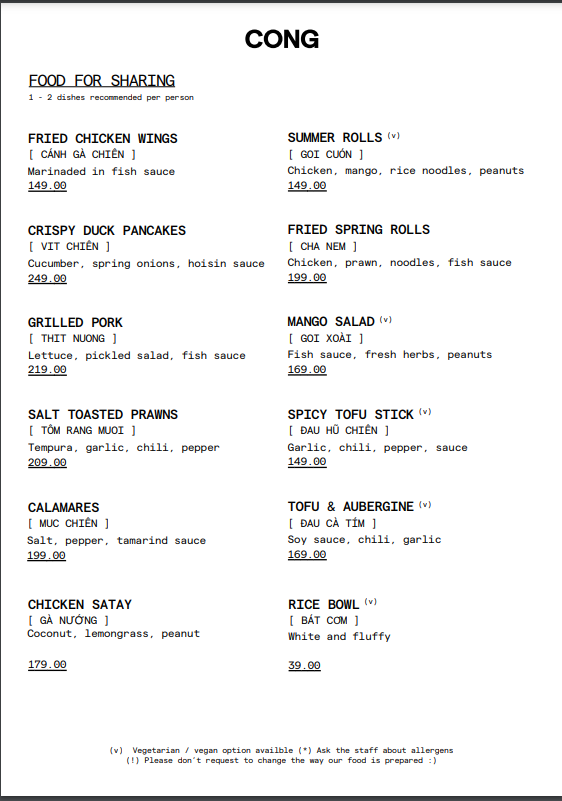 CONG
FOOD FOR SHARING
1 - 2 dishes recommended per person
FRIED CHICKEN WINGS
[ CÁNH GÀ CHIÊN ]
Marinaded in fish sauce
149.00
CRISPY DUCK PANCAKES
[ VIT CHIÊN ]
Cucumber, spring onions, hoisin sauce
249.00
GRILLED PORK
[ THIT NUONG ]
Lettuce, pickled salad, fish sauce
219.00
SALT TOASTED PRAWNS
[ TÔM RANG MUOI ]
Tempura, garlic, chili, pepper
209.00
CALAMARES
[ MUC CHIÊN ]
Salt, pepper, tamarind sauce
199.00
CHICKEN SATAY
[ GÀ NƯỚNG ]
Coconut, lemongrass, peanut
179.00
SUMMER ROLLS (v)
[ GOI CUÓN ]
Chicken, mango, rice noodles, peanuts
149.00
FRIED SPRING ROLLS
[ CHA NEM ]
Chicken, prawn, noodles, fish sauce
199.00
MANGO SALAD (v)
[ GOI XOÀI ]
Fish sauce, fresh herbs, peanuts
169.00
SPICY TOFU STICK (v)
[ ĐAU HŨ CHIÊN ]
Garlic, chili, pepper, sauce
149.00
TOFU & AUBERGINE (v)
[ ĐAU CÀ TÍM ]
Soy sauce, chili, garlic
169.00
RICE BOWL (v)
[ BÁT CƠM ]
White and fluffy
39.00
(v) Vegetarian / vegan option availble (*) Ask the staff about allergens
(!) Please don´t request to change the way our food is prepared :)